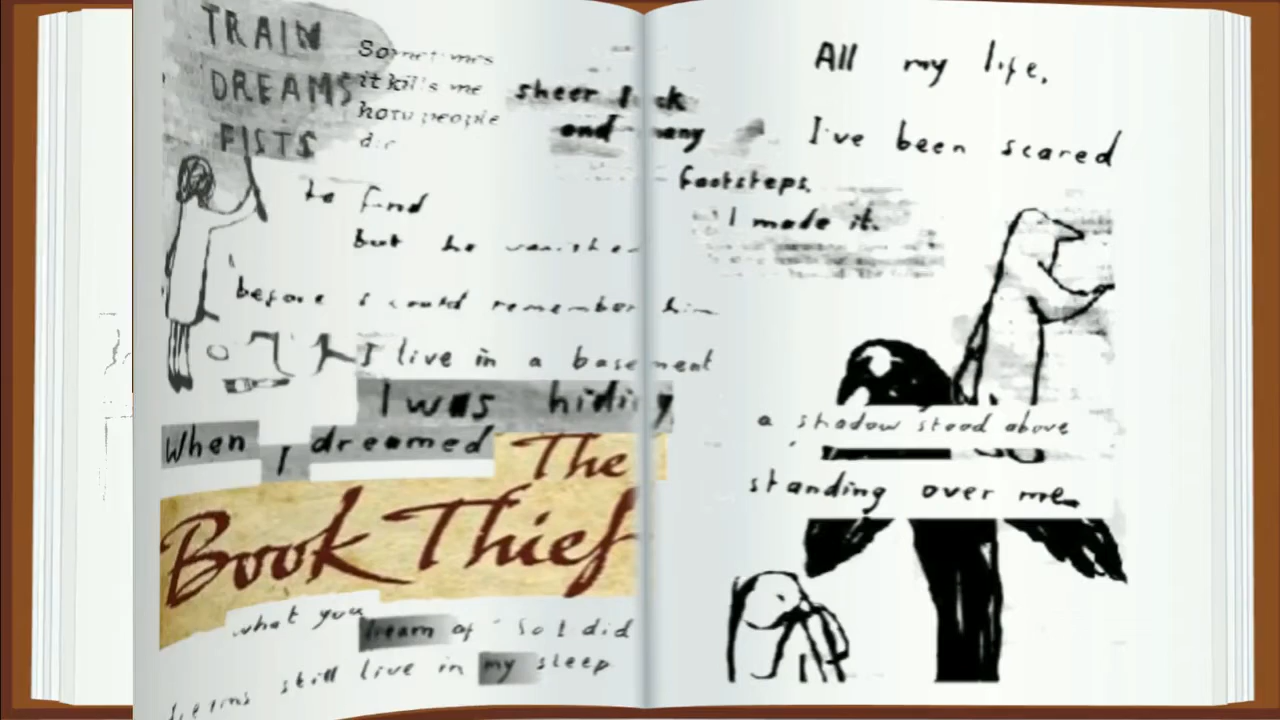 TRAIN
DREAMS
FISTS
Sometimes
it kills me
how people
die
sheer luck
and many
footsteps,
I made it.
to find
but he vanished
before I could remember him
I live in a basement
I was hiding
When I dreamed
The
Book Thief
what you
dream of So I did
still live in my sleep
All my life,
I've been scared
a shadow stood above
standing over me